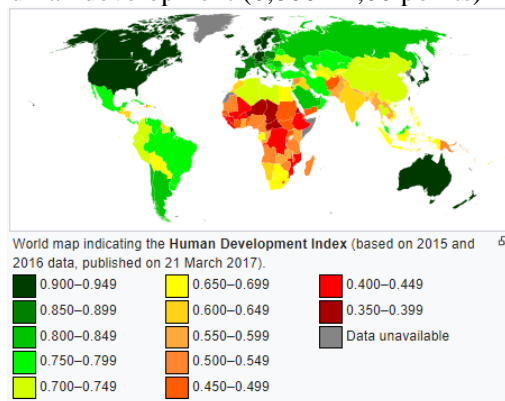 uman development points)
World map indicating the Human Development Index (based on 2015 and
2016 data, published on 21 March 2017).
0.900–0.949 0.650–0.699 0.400–0.449
0.850–0.899 0.600–0.649 0.350–0.399
0.800–0.849 0.550–0.599 Data unavailable
0.750–0.799 0.500–0.549
0.700–0.749 0.450–0.499